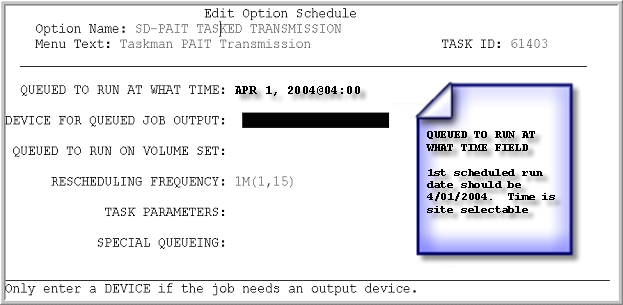 Edit Option Schedule
Option Name: SD-PAIT TASKED TRANSMISSION
Menu Text: Taskman PAIT Transmission TASK ID: 61403
QUEUED TO RUN AT WHAT TIME: APR 1, 2004@04:00
DEVICE FOR QUEUED JOB OUTPUT:
QUEUED TO RUN ON VOLUME SET:
RESCHEDULING FREQUENCY: 1M(1,15)
TASK PARAMETERS:
SPECIAL QUEUEING:
QUEUED TO RUN AT
WHAT TIME FIELD
1st scheduled run
date should be
4/01/2004. Time is
site selectable
Only enter a DEVICE if the job needs an output device.